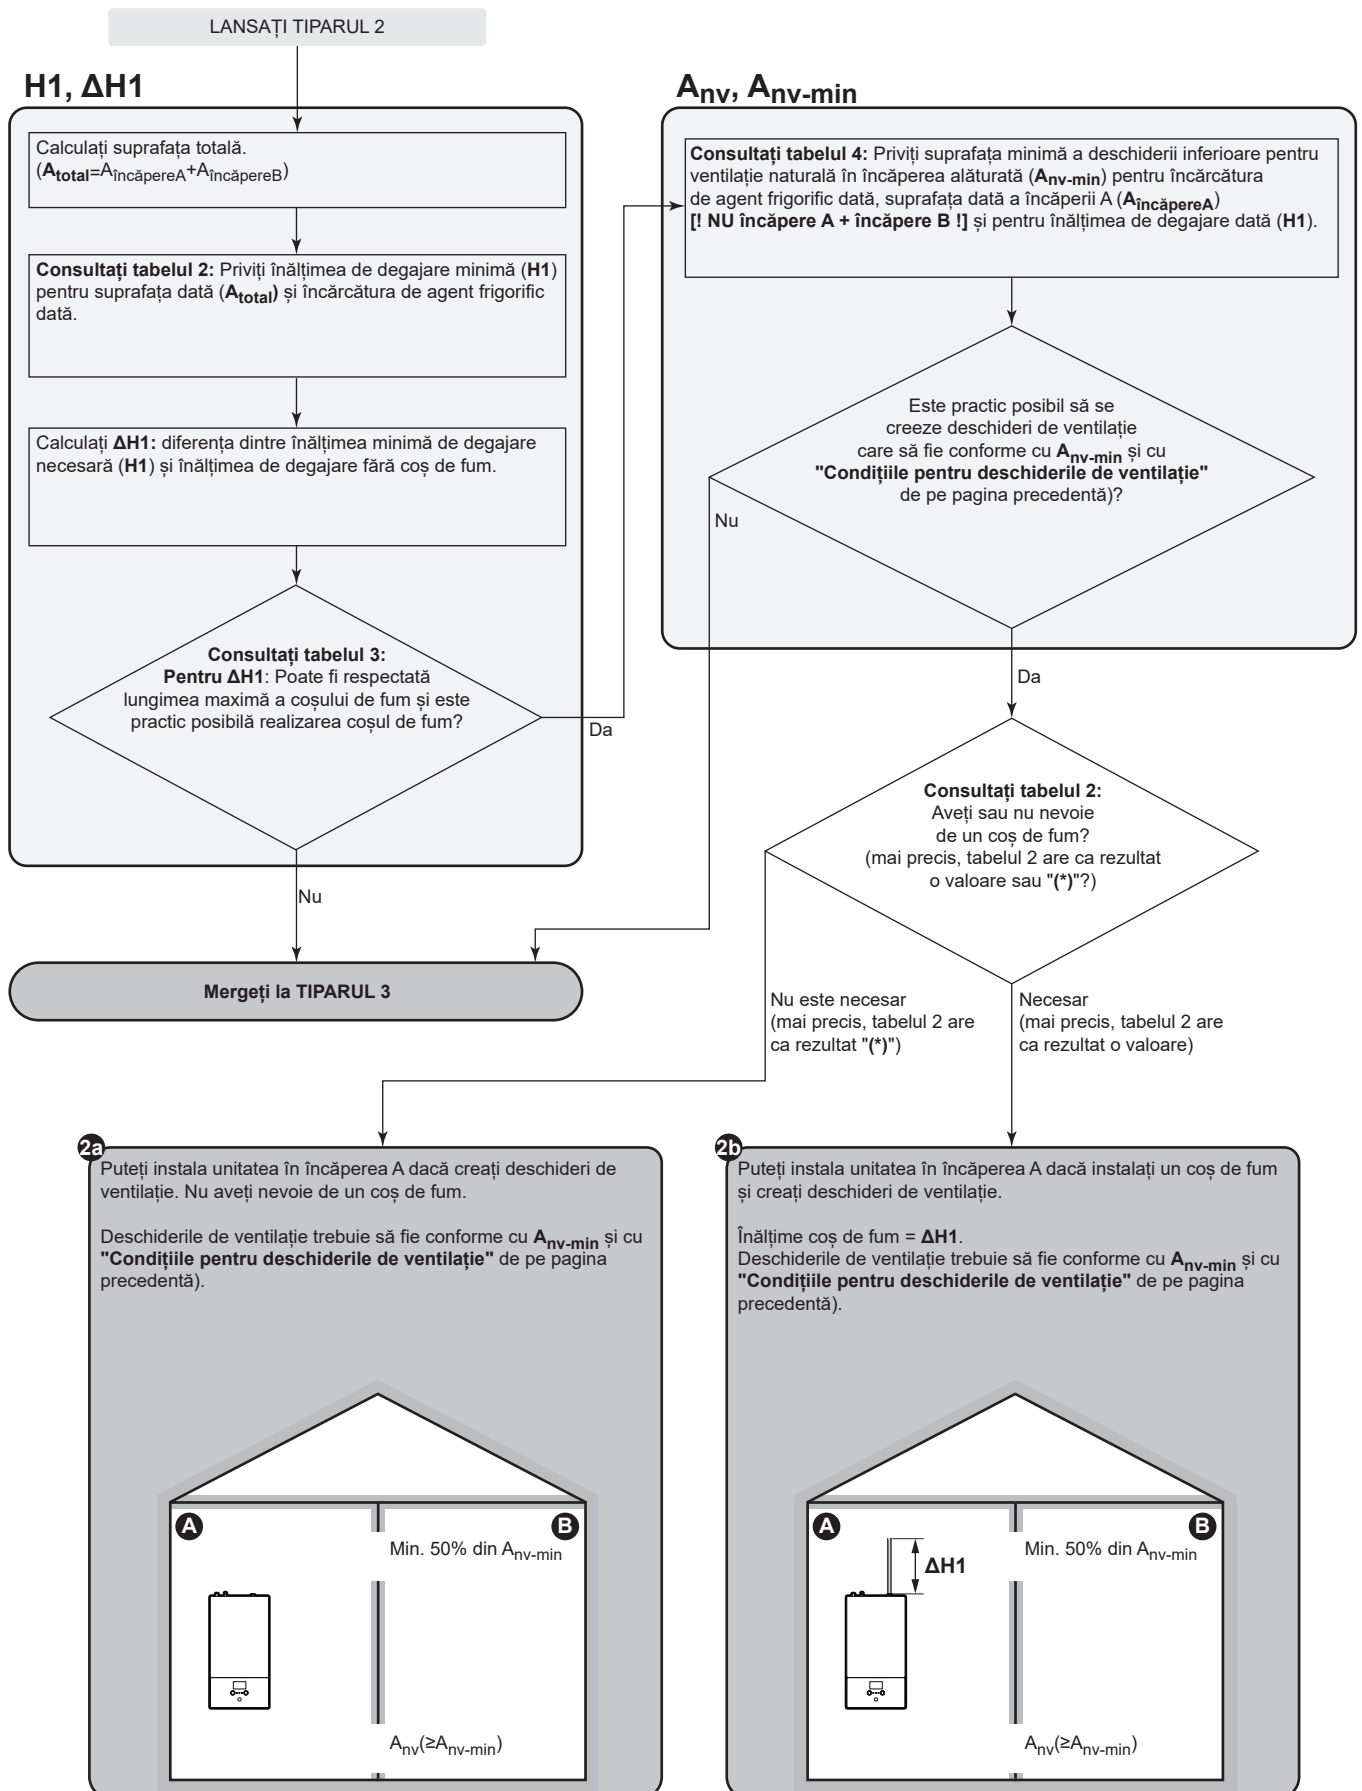 LANSAȚI TIPARUL 2
H1, ΔH1
Calculați suprafața totală.
(Atotal=AîncăpereA+AîncăpereB)
Consultați tabelul 2: Priviți înălțimea de degajare minimă (H1)
pentru suprafața dată (Atotal) și încărcătura de agent frigorific
dată.
Calculați ΔH1: diferența dintre înălțimea minimă de degajare
necesară (H1) și înălțimea de degajare fără coș de fum.
Consultați tabelul 3:
Pentru ΔH1: Poate fi respectată
lungimea maximă a coșului de fum și este
practic posibilă realizarea coșul de fum?
Da
Nu
Anv, Anv-min
Consultați tabelul 4: Priviți suprafața minimă a deschiderii inferioare pentru
ventilație naturală în încăperea alăturată (Anv-min) pentru încărcătura
de agent frigorific dată, suprafața dată a încăperii A (AîncăpereA)
[! NU încăpere A + încăpere B !] și pentru înălțimea de degajare dată (H1).
Este practic posibil să se
creeze deschideri de ventilație
care să fie conforme cu Anv-min și cu
"Condițiile pentru deschiderile de ventilație"
de pe pagina precedentă)?
Nu
Da
Consultați tabelul 2:
Aveți sau nu nevoie
de un coș de fum?
(mai precis, tabelul 2 are ca rezultat
o valoare sau "(*)"?)
Mergeți la TIPARUL 3
Nu este necesar
(mai precis, tabelul 2 are
ca rezultat "(*)")
Necesar
(mai precis, tabelul 2 are
ca rezultat o valoare)
2a
Puteți instala unitatea în încăperea A dacă creați deschideri de
ventilație. Nu aveți nevoie de un coș de fum.
Deschiderile de ventilație trebuie să fie conforme cu Anv-min și cu
"Condițiile pentru deschiderile de ventilație" de pe pagina
precedentă).
A
B
Min. 50% din Anv-min
Anv(≥Anv-min)
2b
Puteți instala unitatea în încăperea A dacă instalați un coș de fum
și creați deschideri de ventilație.
Înălțime coș de fum = ΔH1.
Deschiderile de ventilație trebuie să fie conforme cu Anv-min și cu
"Condițiile pentru deschiderile de ventilație" de pe pagina
precedentă).
A
B
ΔH1
Min. 50% din Anv-min
Anv(≥Anv-min)